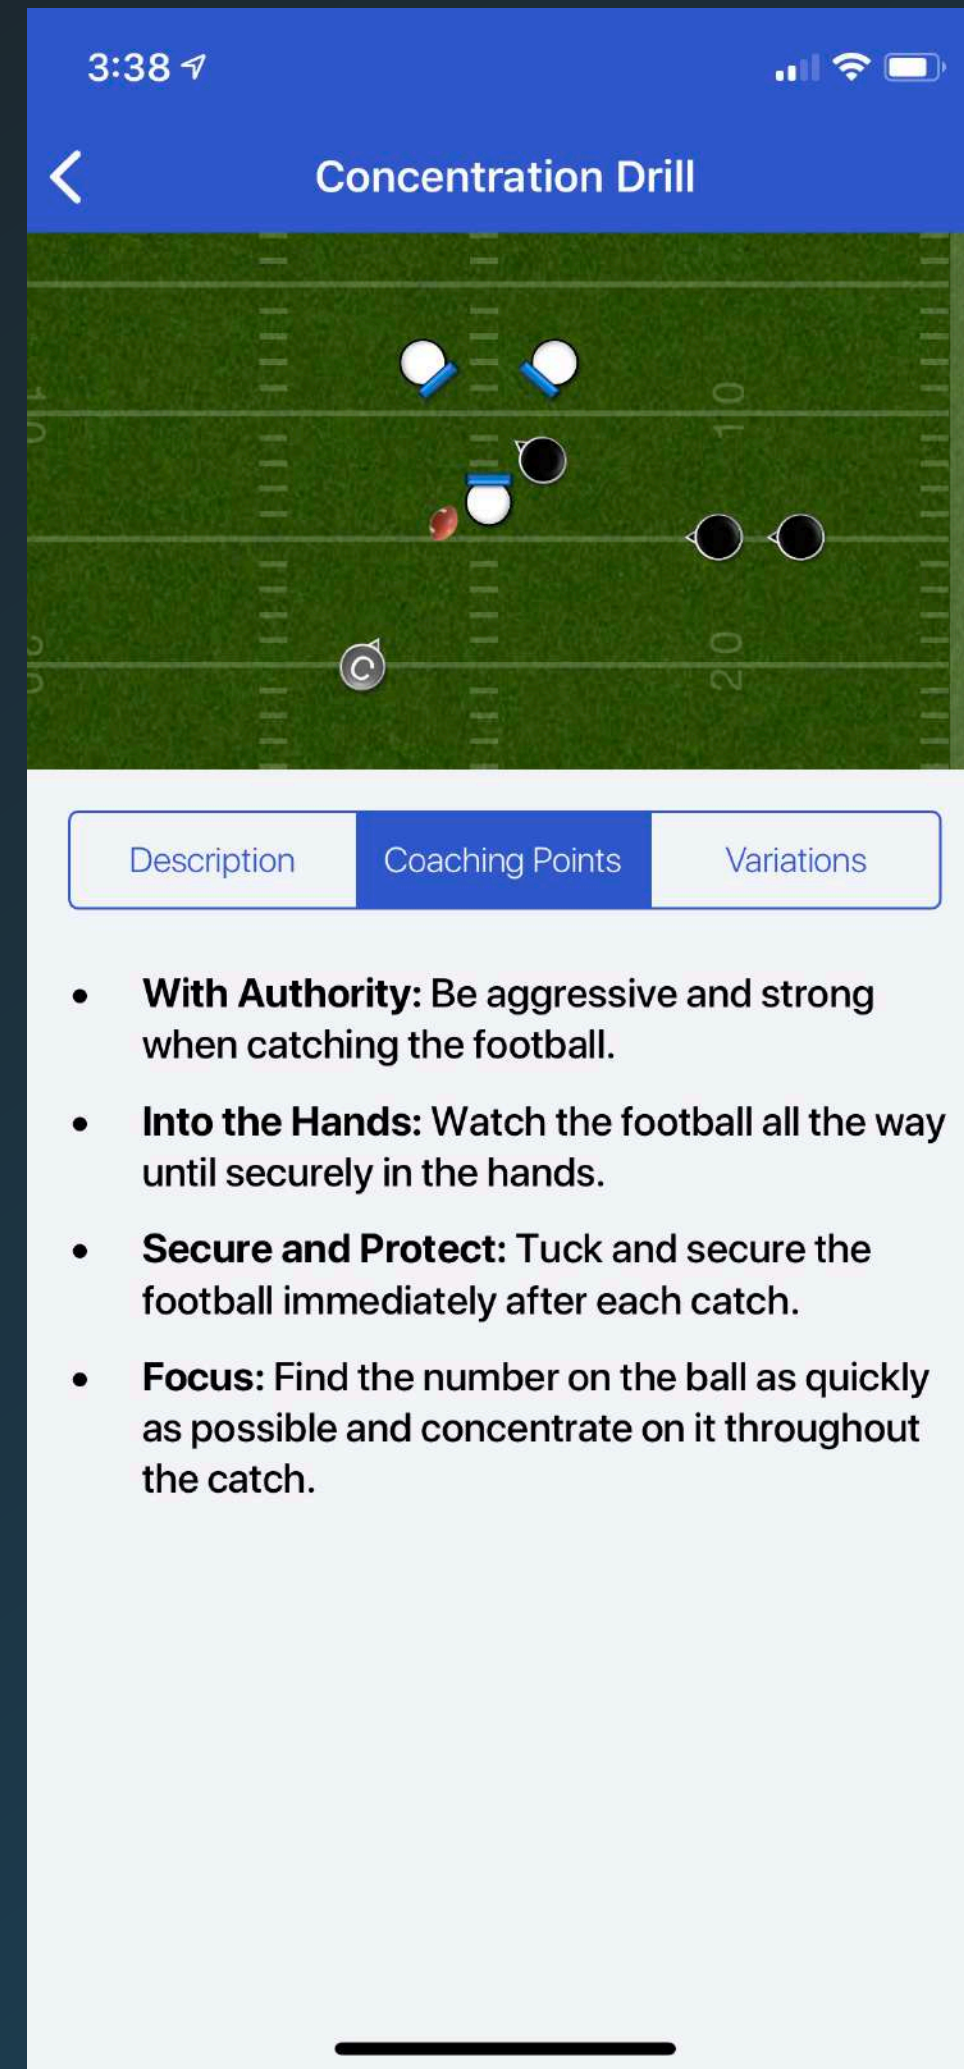 3:38
Concentration Drill
10
C
20
Description Coaching Points Variations
• With Authority: Be aggressive and strong
when catching the football.
• Into the Hands: Watch the football all the way
until securely in the hands.
• Secure and Protect: Tuck and secure the
football immediately after each catch.
• Focus: Find the number on the ball as quickly
as possible and concentrate on it throughout
the catch.